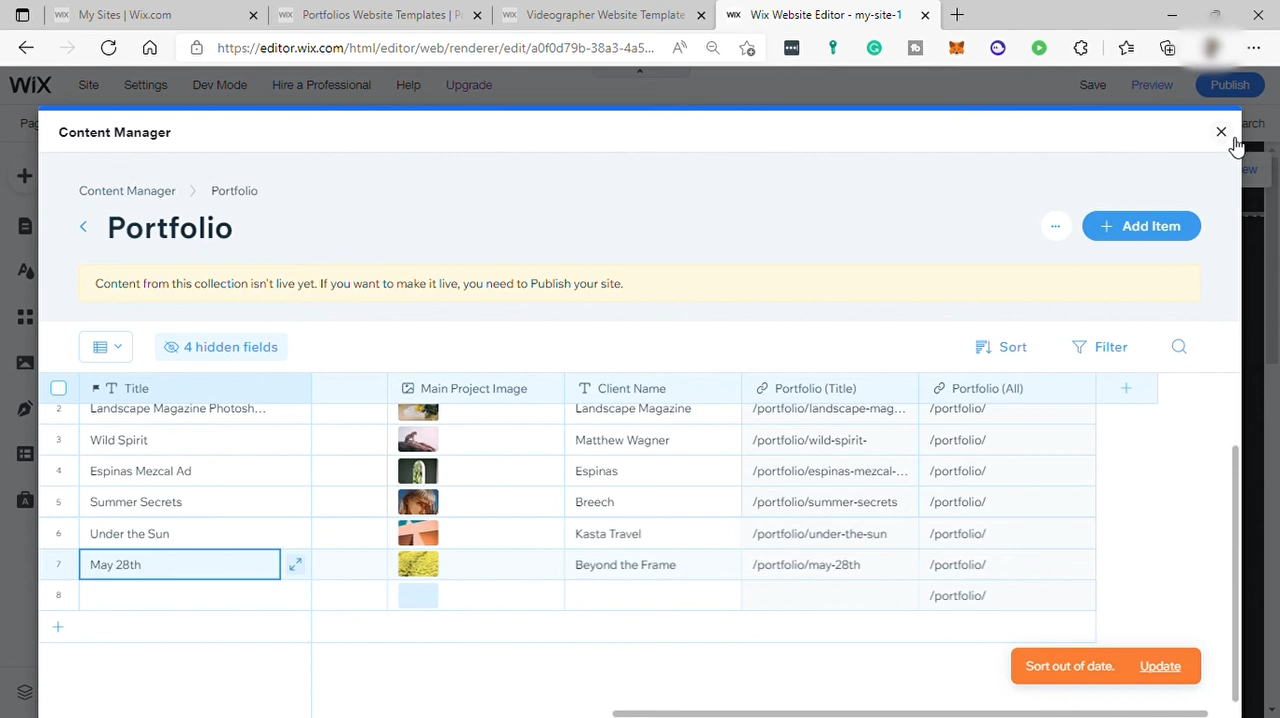 My Sites | Wix.com
Portfolios Website Templates | Po
Videographer Website Template
Wix Website Editor - my-site-1
https://editor.wix.com/html/editor/web/renderer/edit/a0f0d79b-38a3-4a5...
WiX Site Settings Dev Mode Hire a Professional Help Upgrade Save Preview Publish
Content Manager
Content Manager > Portfolio
Portfolio
+ Add Item
Content from this collection isn't live yet. If you want to make it live, you need to Publish your site.
4 hidden fields Sort Filter
Title Main Project Image Client Name Portfolio (Title) Portfolio (All)
2 Landscape Magazine Photosh... Landscape Magazine /portfolio/landscape-mag... /portfolio/
3 Wild Spirit Matthew Wagner /portfolio/wild-spirit- /portfolio/
4 Espinas Mezcal Ad Espinas /portfolio/espinas-mezcal-... /portfolio/
5 Summer Secrets Breech /portfolio/summer-secrets /portfolio/
6 Under the Sun Kasta Travel /portfolio/under-the-sun /portfolio/
7 May 28th Beyond the Frame /portfolio/may-28th /portfolio/
8 /portfolio/
Sort out of date. Update